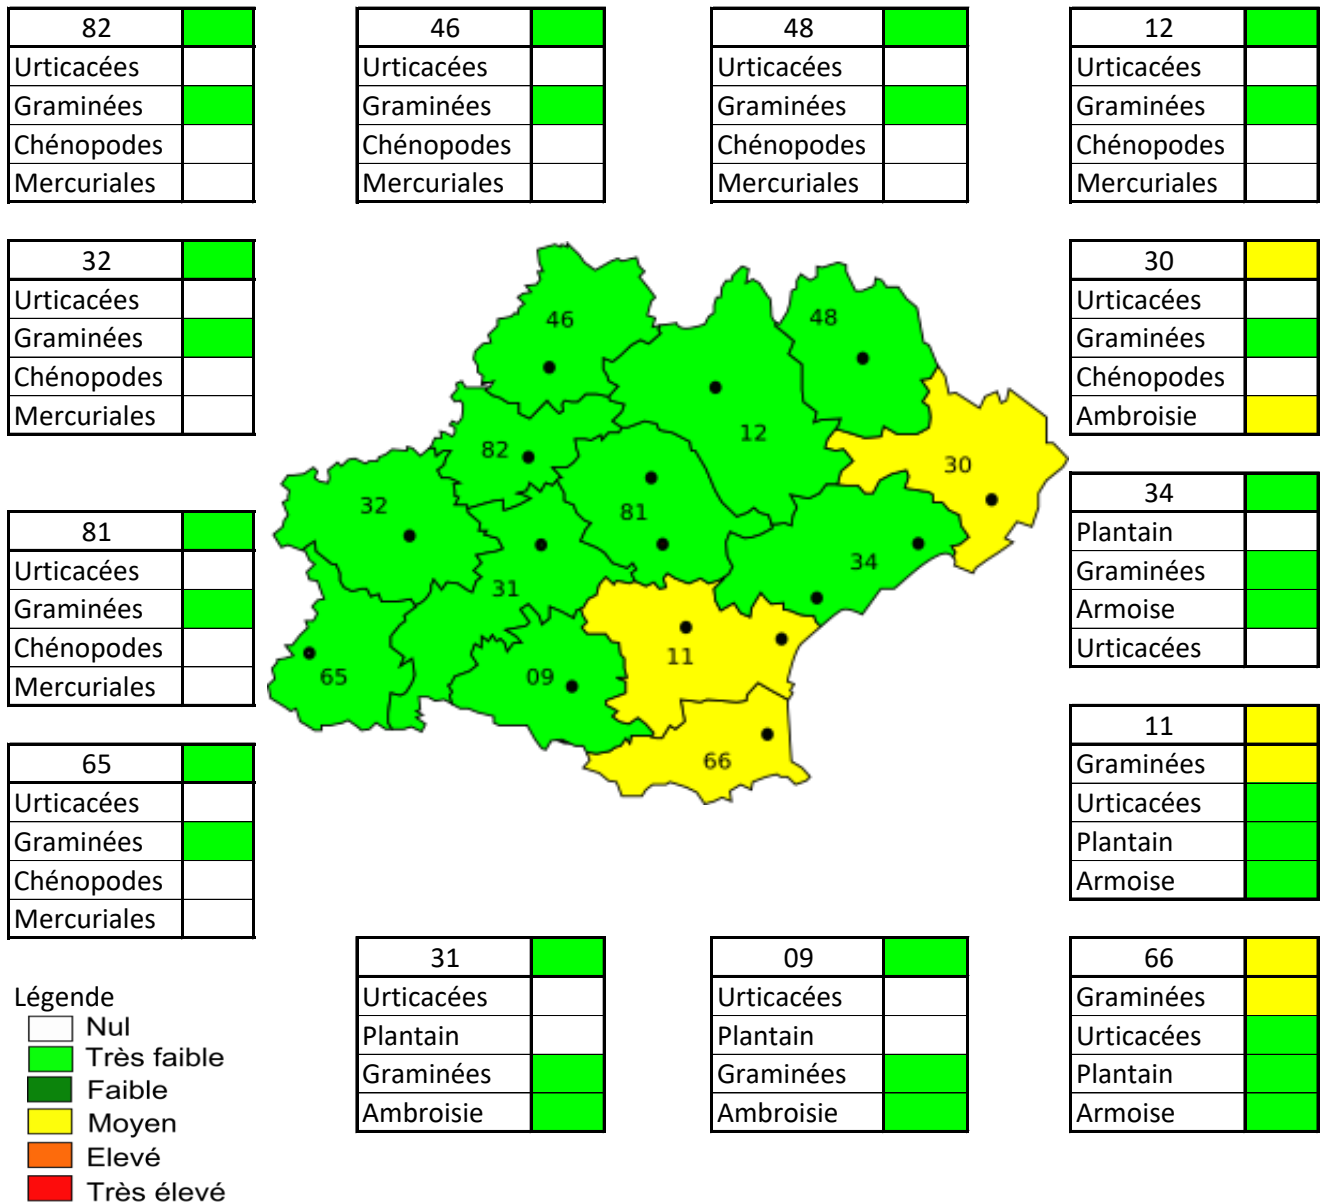 82
Urticacées
Graminées
Chénopodes
Mercuriales
46
Urticacées
Graminées
Chénopodes
Mercuriales
48
Urticacées
Graminées
Chénopodes
Mercuriales
12
Urticacées
Graminées
Chénopodes
Mercuriales
32
Urticacées
Graminées
Chénopodes
Mercuriales
46
48
12
82
30
32
81
34
31
11
65
09
66
30
Urticacées
Graminées
Chénopodes
Ambroisie
81
Urticacées
Graminées
Chénopodes
Mercuriales
34
Plantain
Graminées
Armoise
Urticacées
65
Urticacées
Graminées
Chénopodes
Mercuriales
11
Graminées
Urticacées
Plantain
Armoise
31
Urticacées
Plantain
Graminées
Ambroisie
09
Urticacées
Plantain
Graminées
Ambroisie
66
Graminées
Urticacées
Plantain
Armoise
Légende
Nul
Très faible
Faible
Moyen
Elevé
Très élevé